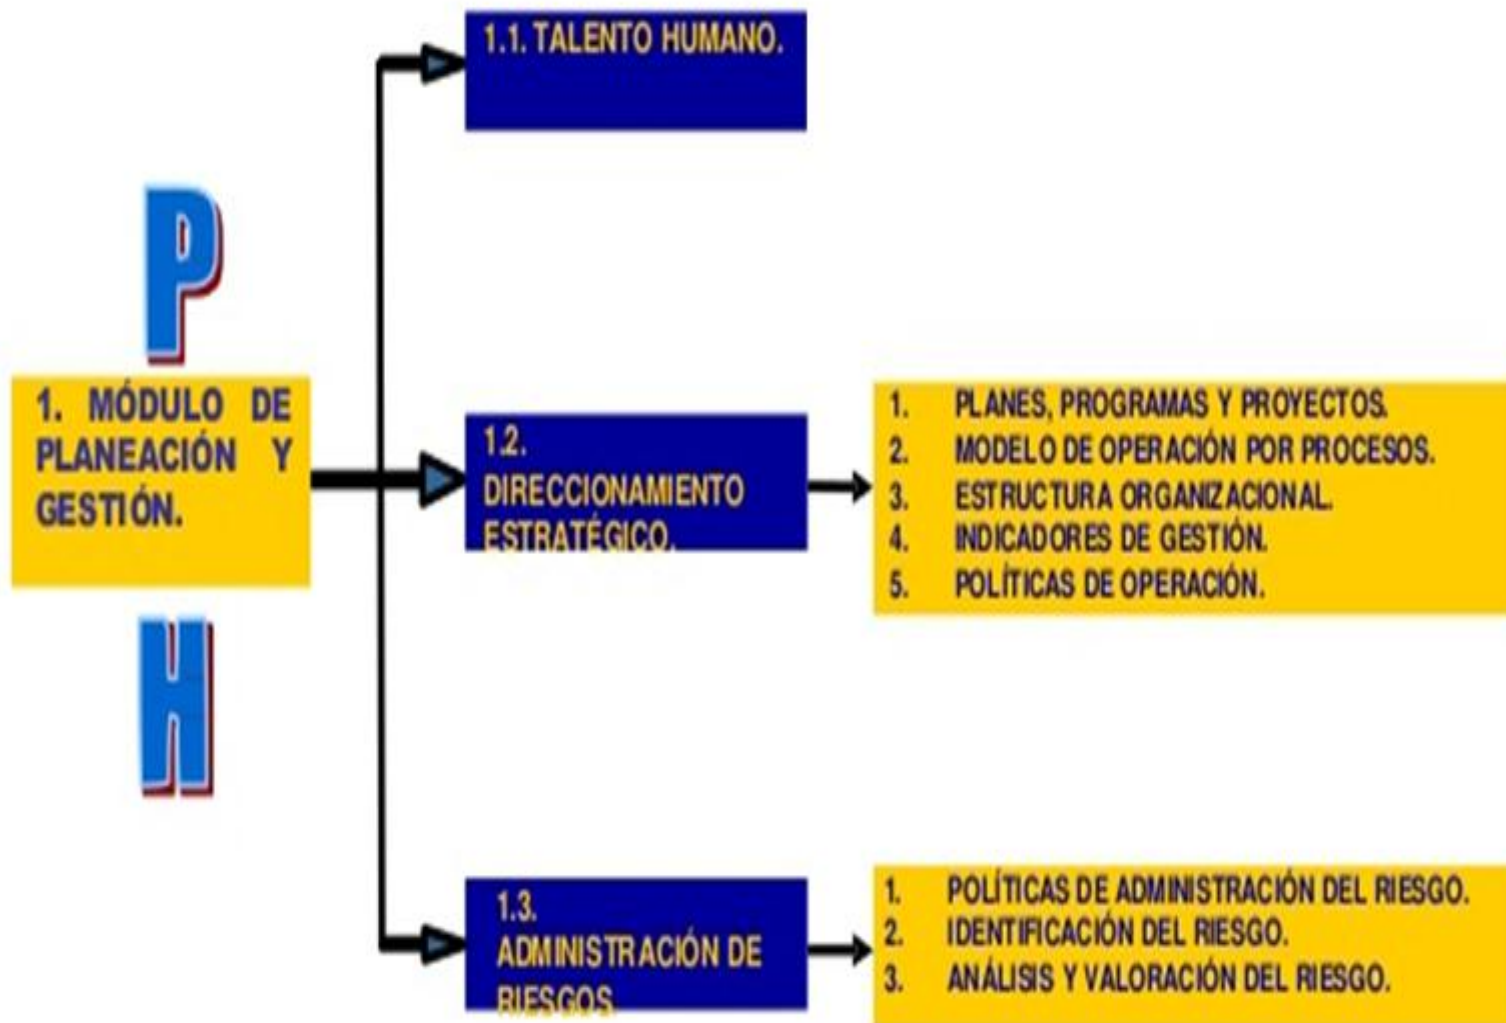 P
1. MÓDULO DE
PLANEACIÓN Y
GESTIÓN.
H
1.1. TALENTO HUMANO.
1.2.
DIRECCIONAMIENTO
ESTRATÉGICO.
1. PLANES, PROGRAMAS Y PROYECTOS.
2. MODELO DE OPERACIÓN POR PROCESOS.
3. ESTRUCTURA ORGANIZACIONAL.
4. INDICADORES DE GESTIÓN.
5. POLÍTICAS DE OPERACIÓN.
1.3.
ADMINISTRACIÓN DE
RIESGOS.
1. POLÍTICAS DE ADMINISTRACIÓN DEL RIESGO.
2. IDENTIFICACIÓN DEL RIESGO.
3. ANÁLISIS Y VALORACIÓN DEL RIESGO.